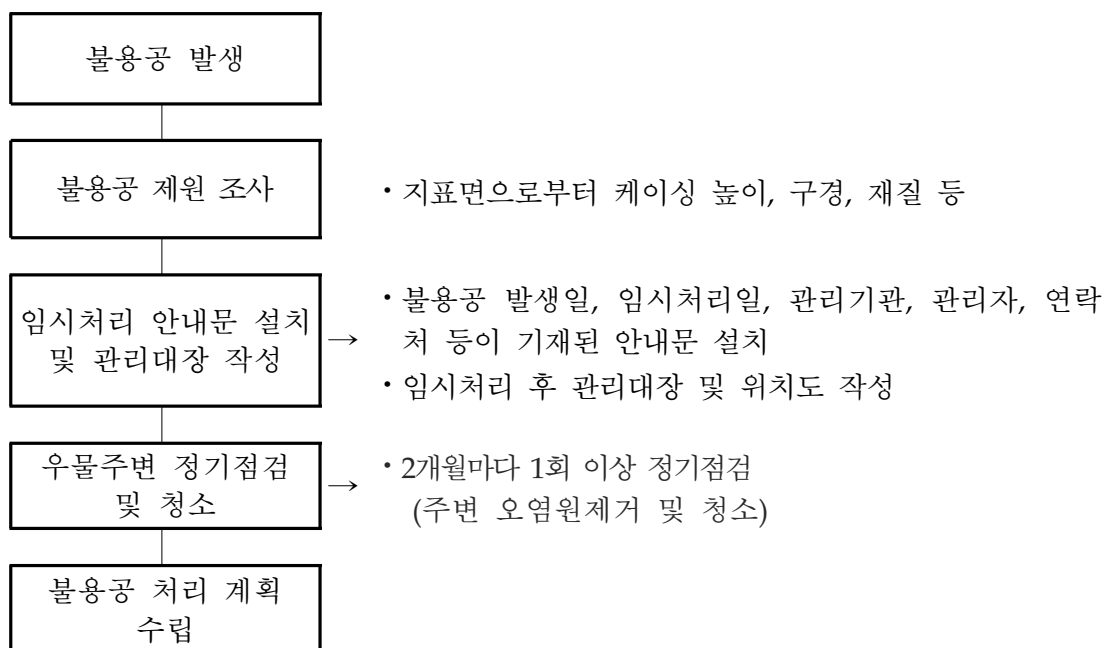 불용공 발생
불용공 제원 조사
・지표면으로부터 케이싱 높이, 구경, 재질 등
임시처리 안내문 설치
및 관리대장 작성
→
・불용공 발생일, 임시처리일, 관리기관, 관리자, 연락
처 등이 기재된 안내문 설치
・임시처리 후 관리대장 및 위치도 작성
우물주변 정기점검
및 청소
→
・2개월마다 1회 이상 정기점검
(주변 오염원제거 및 청소)
불용공 처리 계획
수립